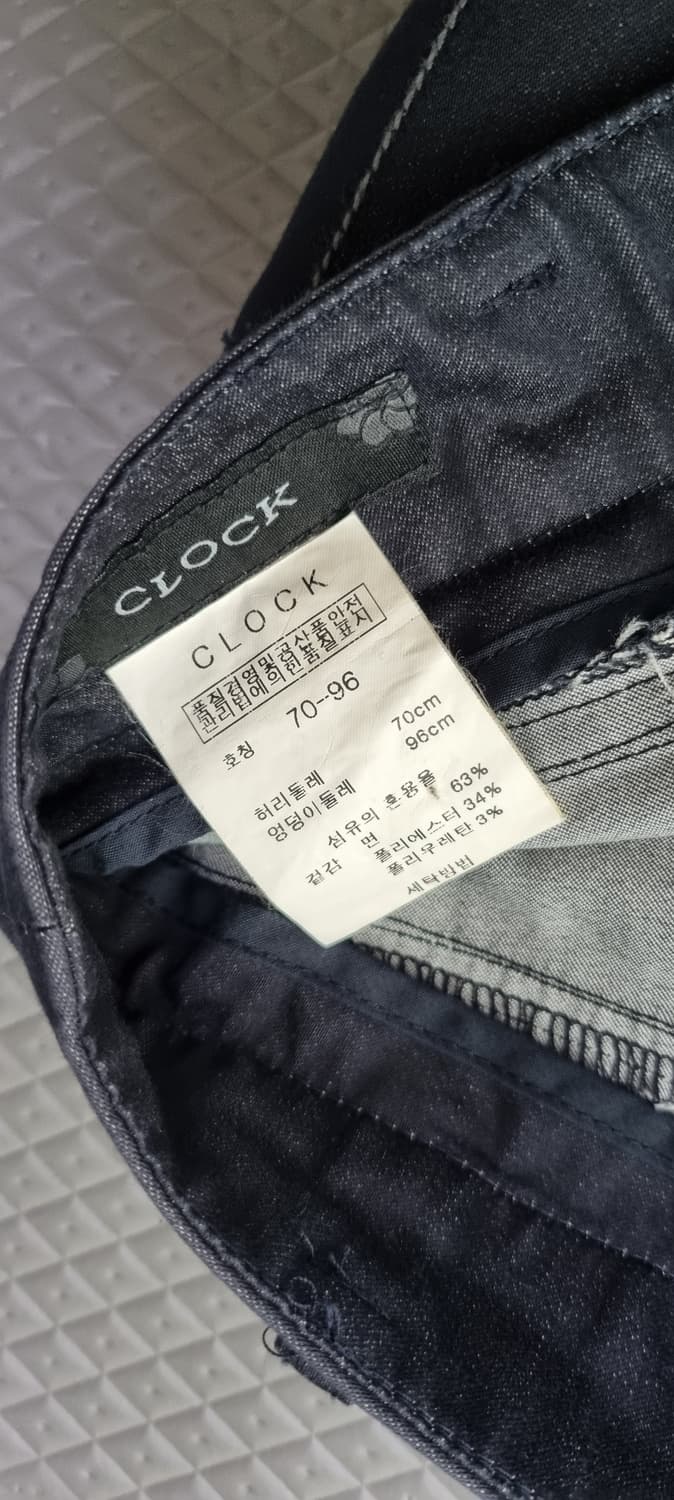 CLOCK
CLOCK
품질경영및공사품안전
관리법에의한품질표시
호칭 70-96
허리둘레 70cm
엉덩이둘레 96cm
섬유의 혼용율
겉감 면 63%
폴리에스터 34%
폴리우레탄 3%
세탁방법